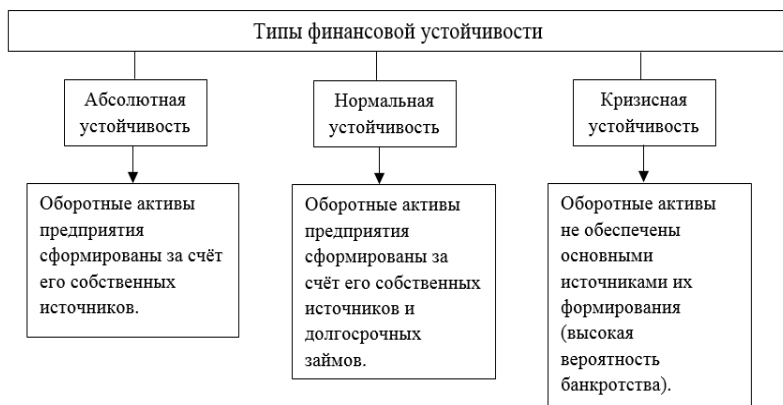 Типы финансовой устойчивости
Абсолютная
устойчивость
Нормальная
устойчивость
Кризисная
устойчивость
Оборотные активы
предприятия
сформированы за счёт
его собственных
источников.
Оборотные активы
предприятия
сформированы за
счёт его собственных
источников и
долгосрочных
займов.
Оборотные активы
не обеспечены
основными
источниками их
формирования
(высокая
вероятность
банкротства).